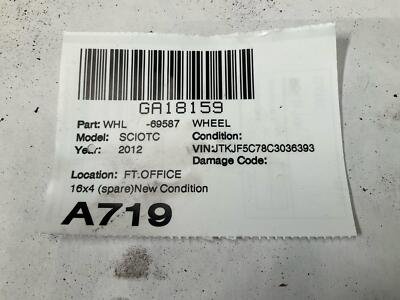 GA18159
Part: WHL -69587 WHEEL
Model: SCIOTC Condition:
Year: 2012 VIN:JTKJF5C78C3036393
Damage Code:
Location: FT.OFFICE
16x4 (spare)New Condition
A719